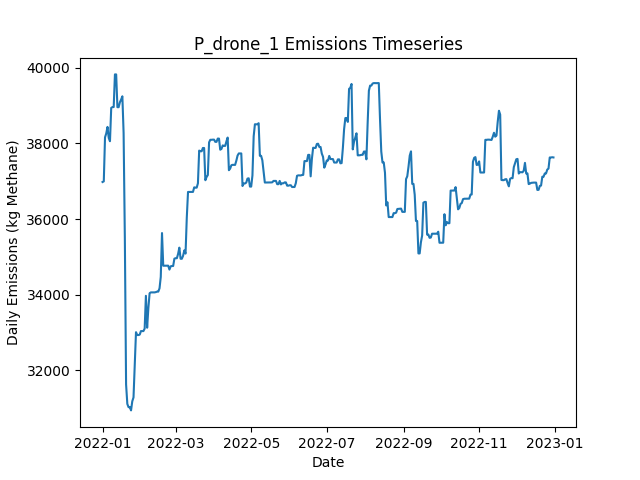 P_drone_1 Emissions Timeseries
Daily Emissions (kg Methane)
40000
38000
36000
34000
32000
2022-01 2022-03 2022-05 2022-07 2022-09 2022-11 2023-01
Date